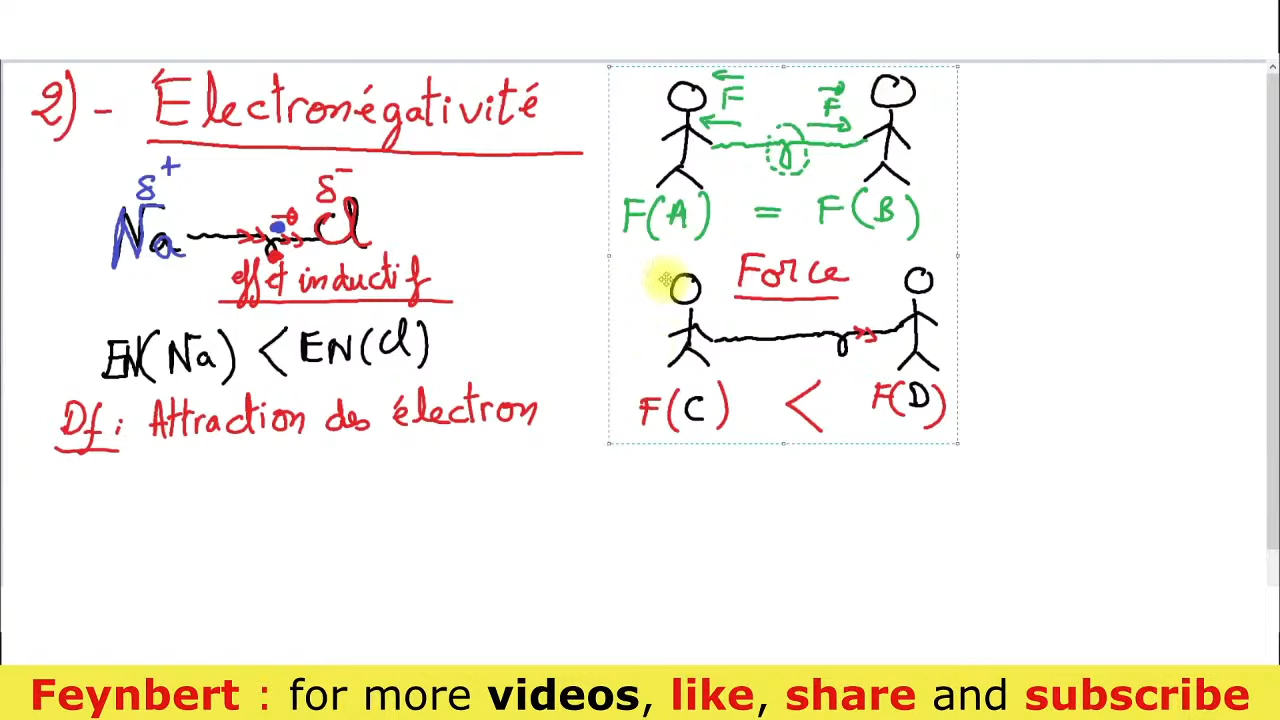 2) - Électronégativité
δ+ δ-
Na Cl
effet inductif
EN(Na) < EN(Cl)
Df : Attraction des électron
F F
F(A) = F(B)
Force
F(C) < F(D)
Feynbert : for more videos, like, share and subscribe